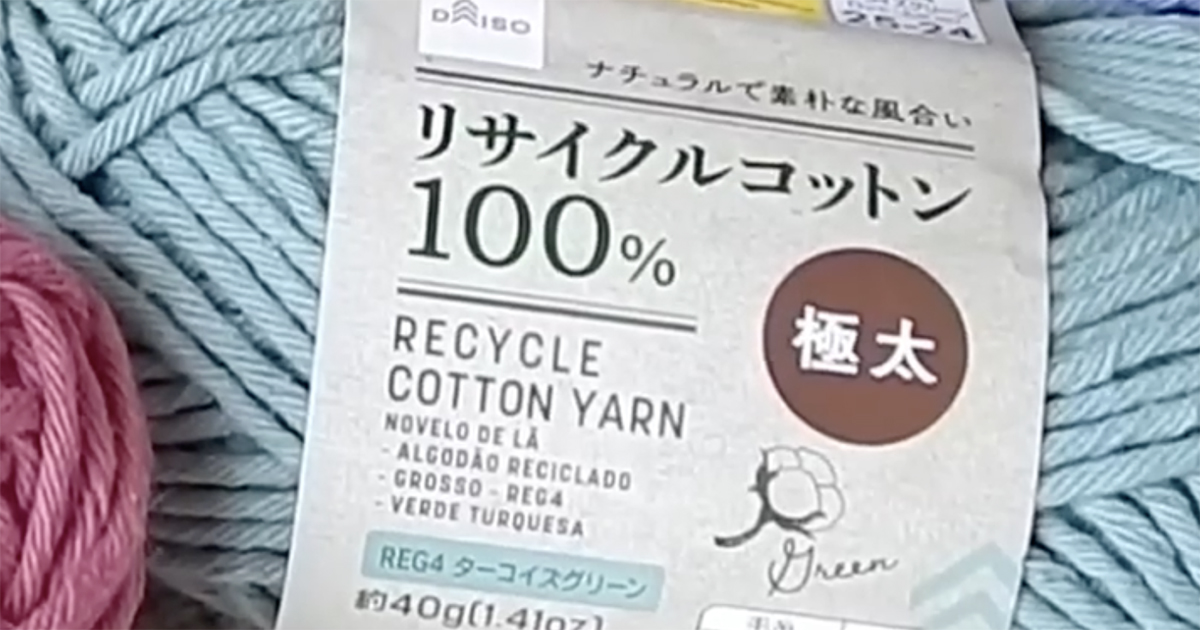 DAISO
25-24
ナチュラルで素朴な風合い
リサイクルコットン
100%
極太
RECYCLE
COTTON YARN
NOVELO DE LÃ
- ALGODÃO RECICLADO
- GROSSO - REG4
- VERDE TURQUESA
Green
REG4 ターコイズグリーン
約40g(1.41oz)